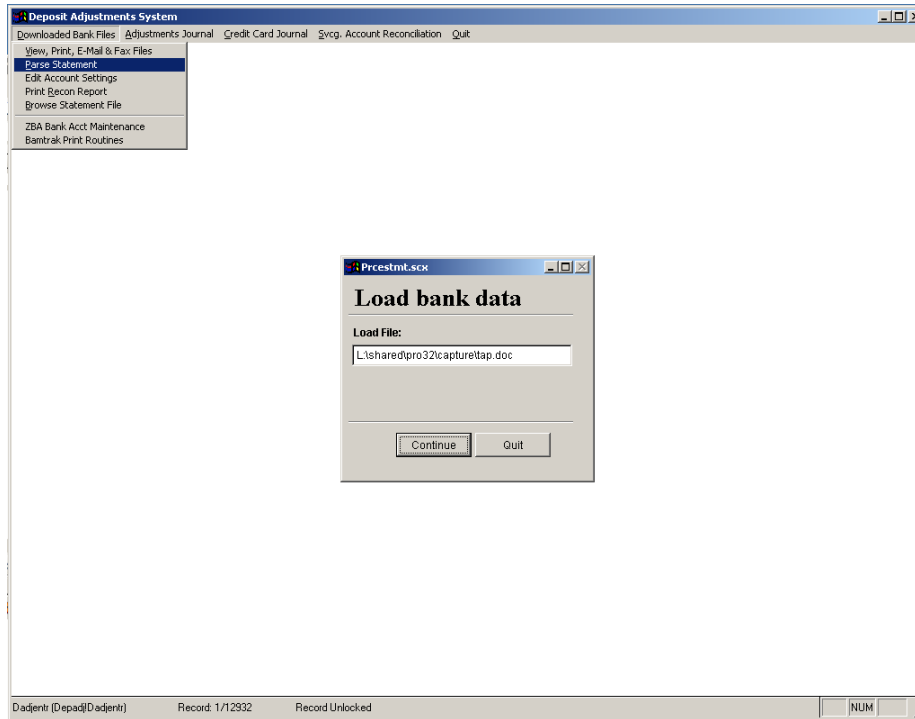 Deposit Adjustments System
Downloaded Bank Files Adjustments Journal Credit Card Journal Svcg. Account Reconciliation Quit
View, Print, E-Mail & Fax Files
Parse Statement
Edit Account Settings
Print Recon Report
Browse Statement File
ZBA Bank Acct Maintenance
Bamtrak Print Routines
Prcestmt.scx
Load bank data
Load File:
L:\shared\pro32\capture\tap.doc
Continue Quit
Dadjentr (Depadj!Dadjentr) Record: 1/12932 Record Unlocked NUM